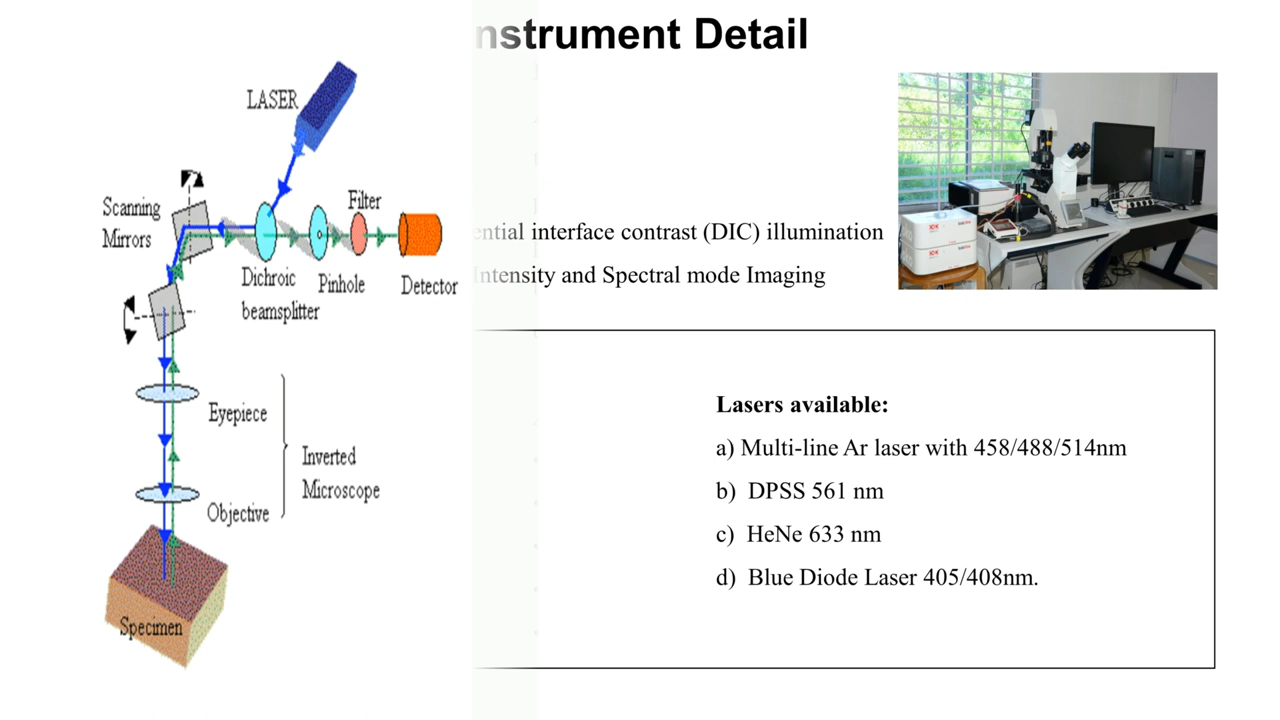 nstrument Detail
LASER
Scanning
Mirrors
Filter
Dichroic
beamsplitter
Pinhole
Detector
Eyepiece
Inverted
Microscope
Objective
Specimen
ential interface contrast (DIC) illumination
Intensity and Spectral mode Imaging
Lasers available:
a) Multi-line Ar laser with 458/488/514nm
b) DPSS 561 nm
c) HeNe 633 nm
d) Blue Diode Laser 405/408nm.